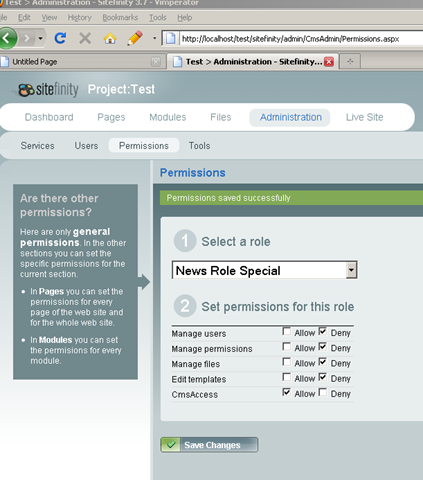 Test > Administration - Sitefinity 3.7 - Vimperator
File Edit View History Bookmarks Tools Help
http://localhost/test/sitefinity/admin/CmsAdmin/Permissions.aspx
Untitled Page
Test > Administration - Sitefinity...
sitefinity Project:Test
Dashboard Pages Modules Files Administration Live Site
Services Users Permissions Tools
Permissions
Permissions saved successfully
Are there other
permissions?
Here are only general
permissions. In the other
sections you can set the
specific permissions for the
current section.
• In Pages you can set the
permissions for every
page of the web site and
for the whole web site.
• In Modules you can set
the permisions for every
module.
1 Select a role
News Role Special
2 Set permissions for this role
Manage users Allow Deny
Manage permissions Allow Deny
Manage files Allow Deny
Edit templates Allow Deny
CmsAccess Allow Deny
Save Changes